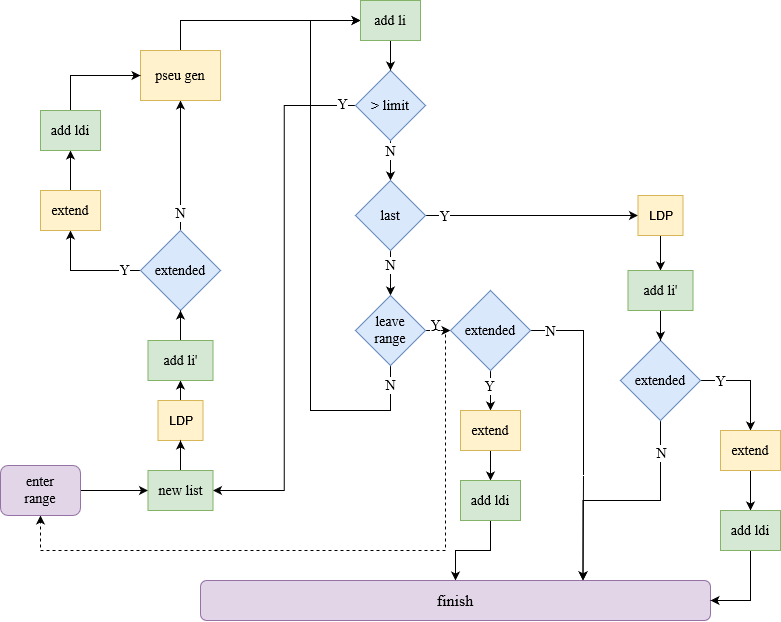 add li
pseu gen
> limit
Y
add ldi
N
extend
last
Y
LDP
N
N
extended
Y
add li'
leave
range
Y
extended
N
add li'
extended
Y
N
Y
LDP
extend
extend
N
enter
range
new list
add ldi
add ldi
finish